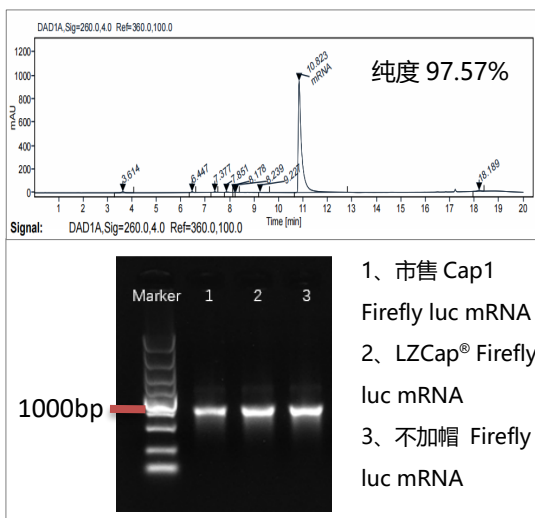 DAD1A,Sig=260.0,4.0 Ref=360.0,100.0
纯度 97.57%
mAU
1200
1000
800
600
400
200
0
3.614
6.447
7.377
7.851
8.178
8.239
9.227
10.823
mRNA
18.189
1 2 3 4 5 6 7 8 9 10 11 12 13 14 15 16 17 18 19 20
Time [min]
Signal: DAD1A,Sig=260.0,4.0 Ref=360.0,100.0
Marker 1 2 3
1000bp
1、市售 Cap1
Firefly luc mRNA
2、LZCap® Firefly
luc mRNA
3、不加帽 Firefly
luc mRNA